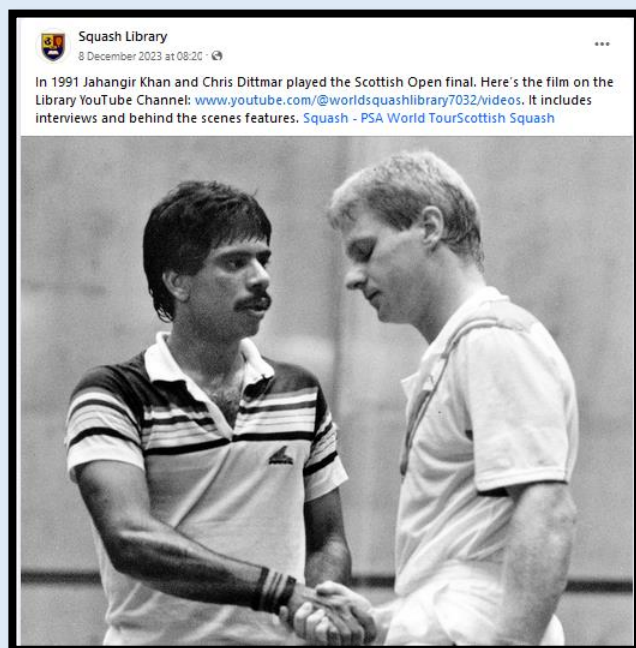 Squash Library
8 December 2023 at 08:20 ·
In 1991 Jahangir Khan and Chris Dittmar played the Scottish Open final. Here's the film on the
Library YouTube Channel: www.youtube.com/@worldsquashlibrary7032/videos. It includes
interviews and behind the scenes features. Squash - PSA World TourScottish Squash